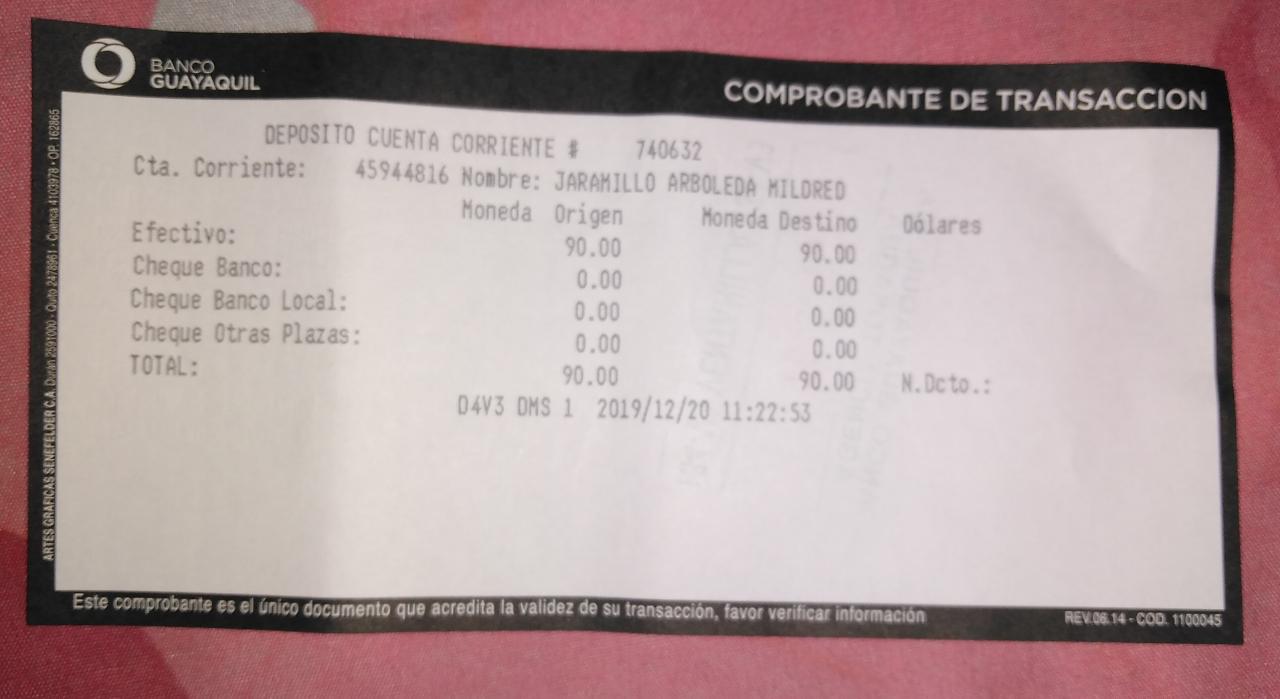 BANCO
GUAYAQUIL
COMPROBANTE DE TRANSACCION
DEPOSITO CUENTA CORRIENTE # 740632
Cta. Corriente: 45944816 Nombre: JARAMILLO ARBOLEDA MILDRED
Moneda Origen Moneda Destino Dólares
Efectivo: 90.00 90.00
Cheque Banco: 0.00 0.00
Cheque Banco Local: 0.00 0.00
Cheque Otras Plazas: 0.00 0.00
TOTAL: 90.00 90.00 N.Dcto.:
D4V3 DMS 1 2019/12/20 11:22:53
Este comprobante es el único documento que acredita la validez de su transacción, favor verificar información
REV.06.14 - COD. 1100045
ARTES GRAFICAS SENEFELDER C.A. Durán 2591000 - Quito 2478961 - Cuenca 4103978 - OP. 162865